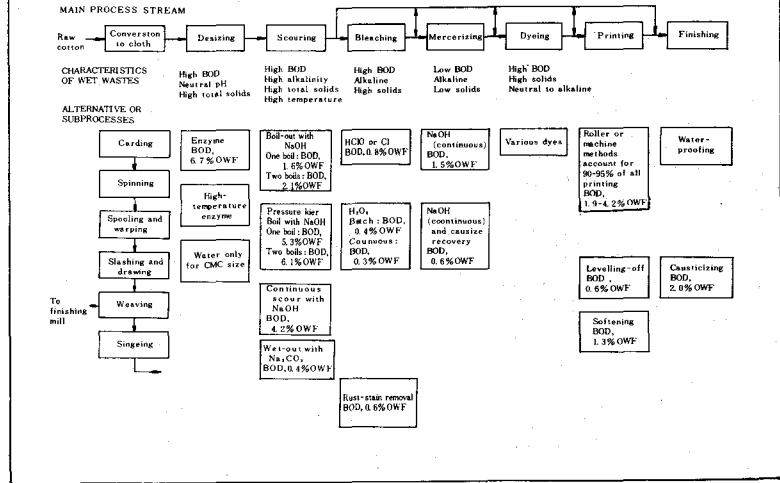 MAIN PROCESS STREAM
Raw
cotton
Converston
to cloth
Desizing
Scouring
Bleaching
Mercerizing
Dyeing
Printing
Finishing
CHARACTERISTICS
OF WET WASTES
High BOD
Neutral pH
High total solids
High BOD
High alkalinity
High total solids
High temperature
High BOD
Alkaline
High solids
Low BOD
Alkaline
Low solids
High BOD
High solids
Neutral to alkaline
ALTERNATIVE OR
SUBPROCESSES
Carding
Spinning
Spooling and
warping
Slashing and
drawing
To
finishing
mill
Weaving
Singeing
Enzyme
BOD,
6.7%OWF
High-
temperature
enzyme
Water only
for CMC size
Boil-out with
NaOH
One boil: BOD,
1.6%OWF
Two boils: BOD,
2.1%OWF
Pressure kier
Boil with NaOH
One boil: BOD,
5.3%OWF
Two boils: BOD,
6.1%OWF
Continuous
scour with
NaOH
BOD,
4.2%OWF
Wet-out with
Na₂CO₃
BOD, 0.4%OWF
HClO or Cl
BOD, 0.8%OWF
H₂O₂
Batch: BOD,
0.4%OWF
Counuous:
BOD,
0.3%OWF
Rust-stain removal
BOD, 0.6%OWF
NaOH
(continuous)
BOD,
1.5%OWF
NaOH
(coontinuous)
and causize
recovery
BOD,
0.6%OWF
Various dyes
Roller or
machine
methods
account for
90-95% of all
printing
BOD,
1.9-4.2%OWF
Levelling-off
BOD ,
0.6%OWF
Softening
BOD,
1.3%OWF
Water-
proofing
Causticizing
BOD,
2.0%OWF